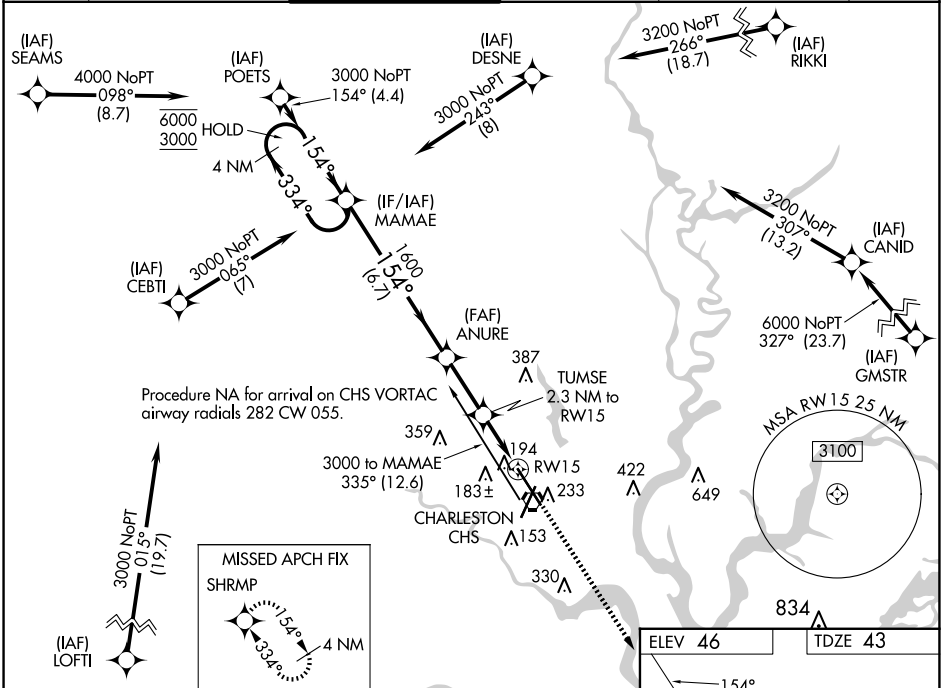 (IAF)
SEAMS
4000 NoPT
098°
(8.7)
(IAF)
POETS
3000 NoPT
154° (4.4)
6000
3000
HOLD
4 NM
154°
334°
(IF/IAF)
MAMAE
(IAF)
DESNE
3000 NoPT
243°
(8)
3200 NoPT
266°
(18.7)
(IAF)
RIKKI
(IAF)
CEBTI
3000 NoPT
065°
(7)
1600
154°
(6.7)
3200 NoPT
307°
(13.2)
(IAF)
CANID
6000 NoPT
327° (23.7)
(IAF)
GMSTR
(FAF)
ANURE
387
TUMSE
2.3 NM to
RW15
Procedure NA for arrival on CHS VORTAC
airway radials 282 CW 055.
359
3000 to MAMAE
335° (12.6)
194
RW15
183±
233
CHARLESTON
CHS
153
422
649
330
MSA RW15 25 NM
3100
834
3000 NoPT
015°
(19.7)
(IAF)
LOFTI
MISSED APCH FIX
SHRMP
154°
334°
4 NM
ELEV 46
TDZE 43
154°